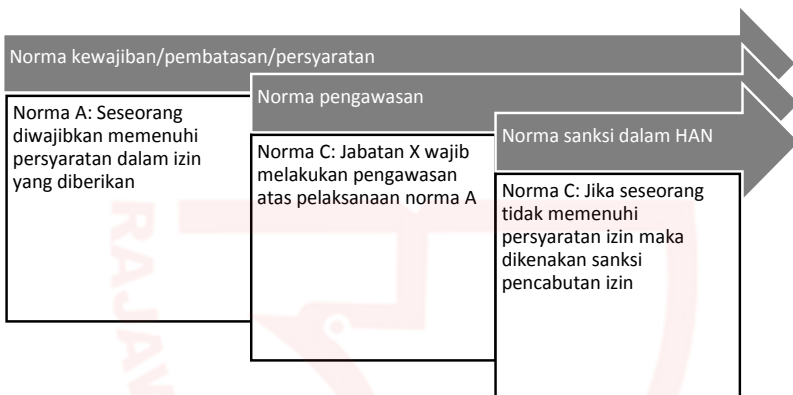 Norma kewajiban/pembatasan/persyaratan
Norma A: Seseorang
diwajibkan memenuhi
persyaratan dalam izin
yang diberikan
Norma pengawasan
Norma C: Jabatan X wajib
melakukan pengawasan
atas pelaksanaan norma A
Norma sanksi dalam HAN
Norma C: Jika seseorang
tidak memenuhi
persyaratan izin maka
dikenakan sanksi
pencabutan izin
RAJAW